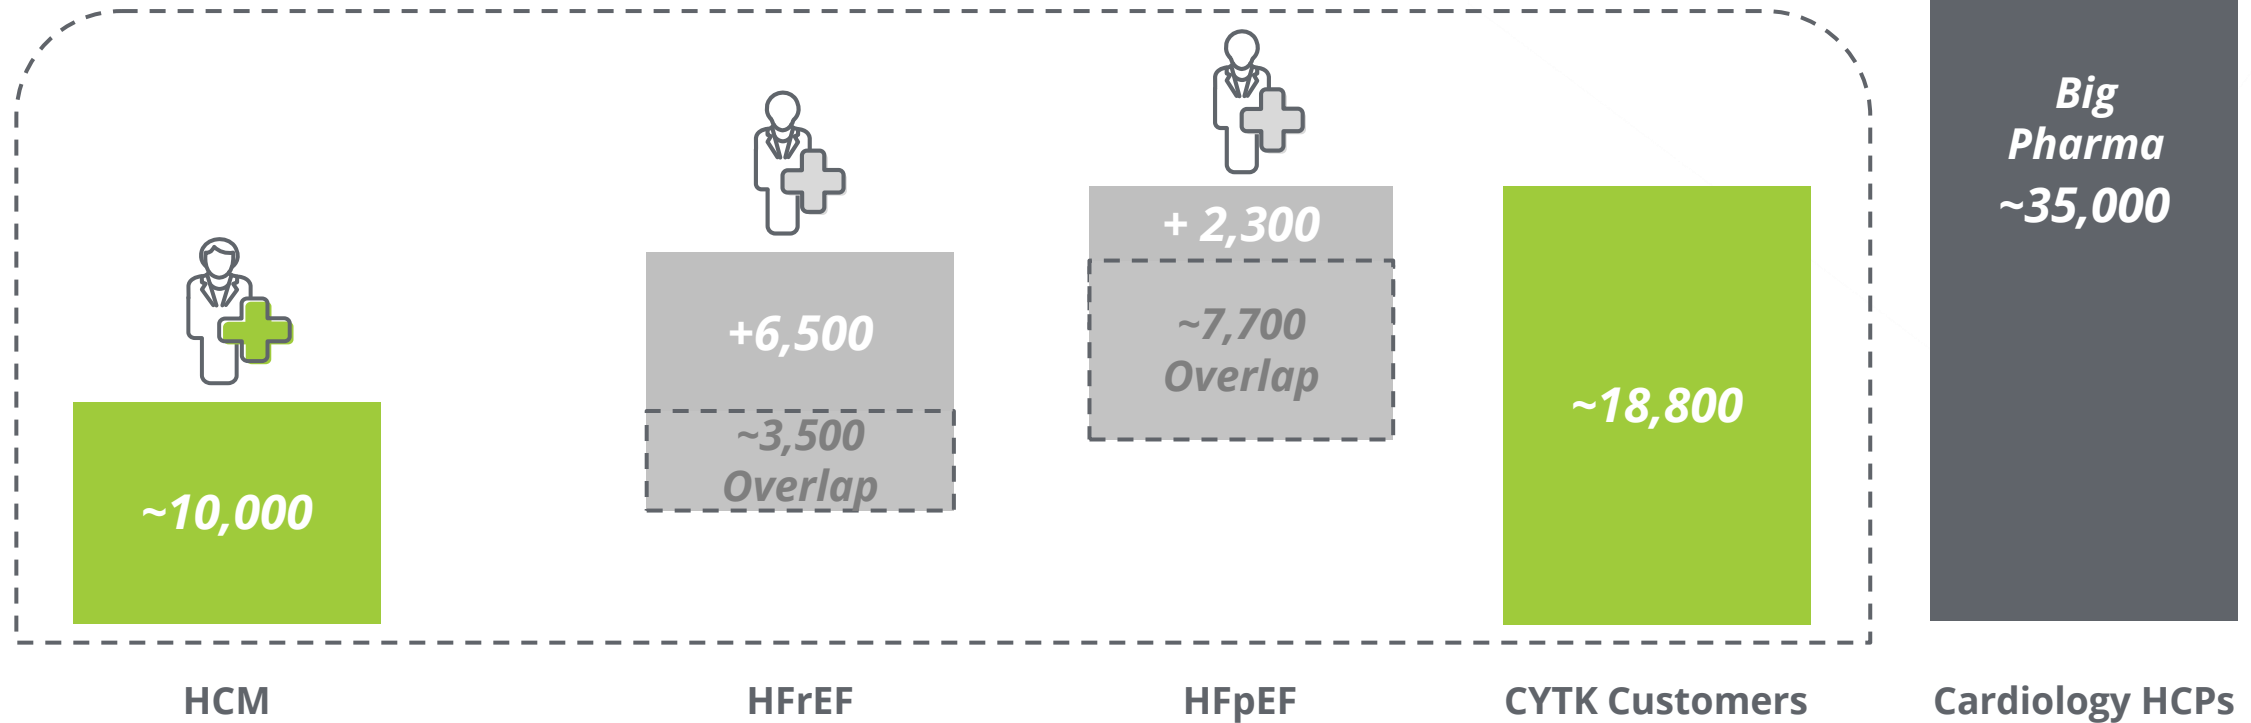 ~10,000
+6,500
~3,500
Overlap
+ 2,300
~7,700
Overlap
~18,800
Big
Pharma
~35,000
HCM
HFrEF
HFpEF
CYTK Customers
Cardiology HCPs